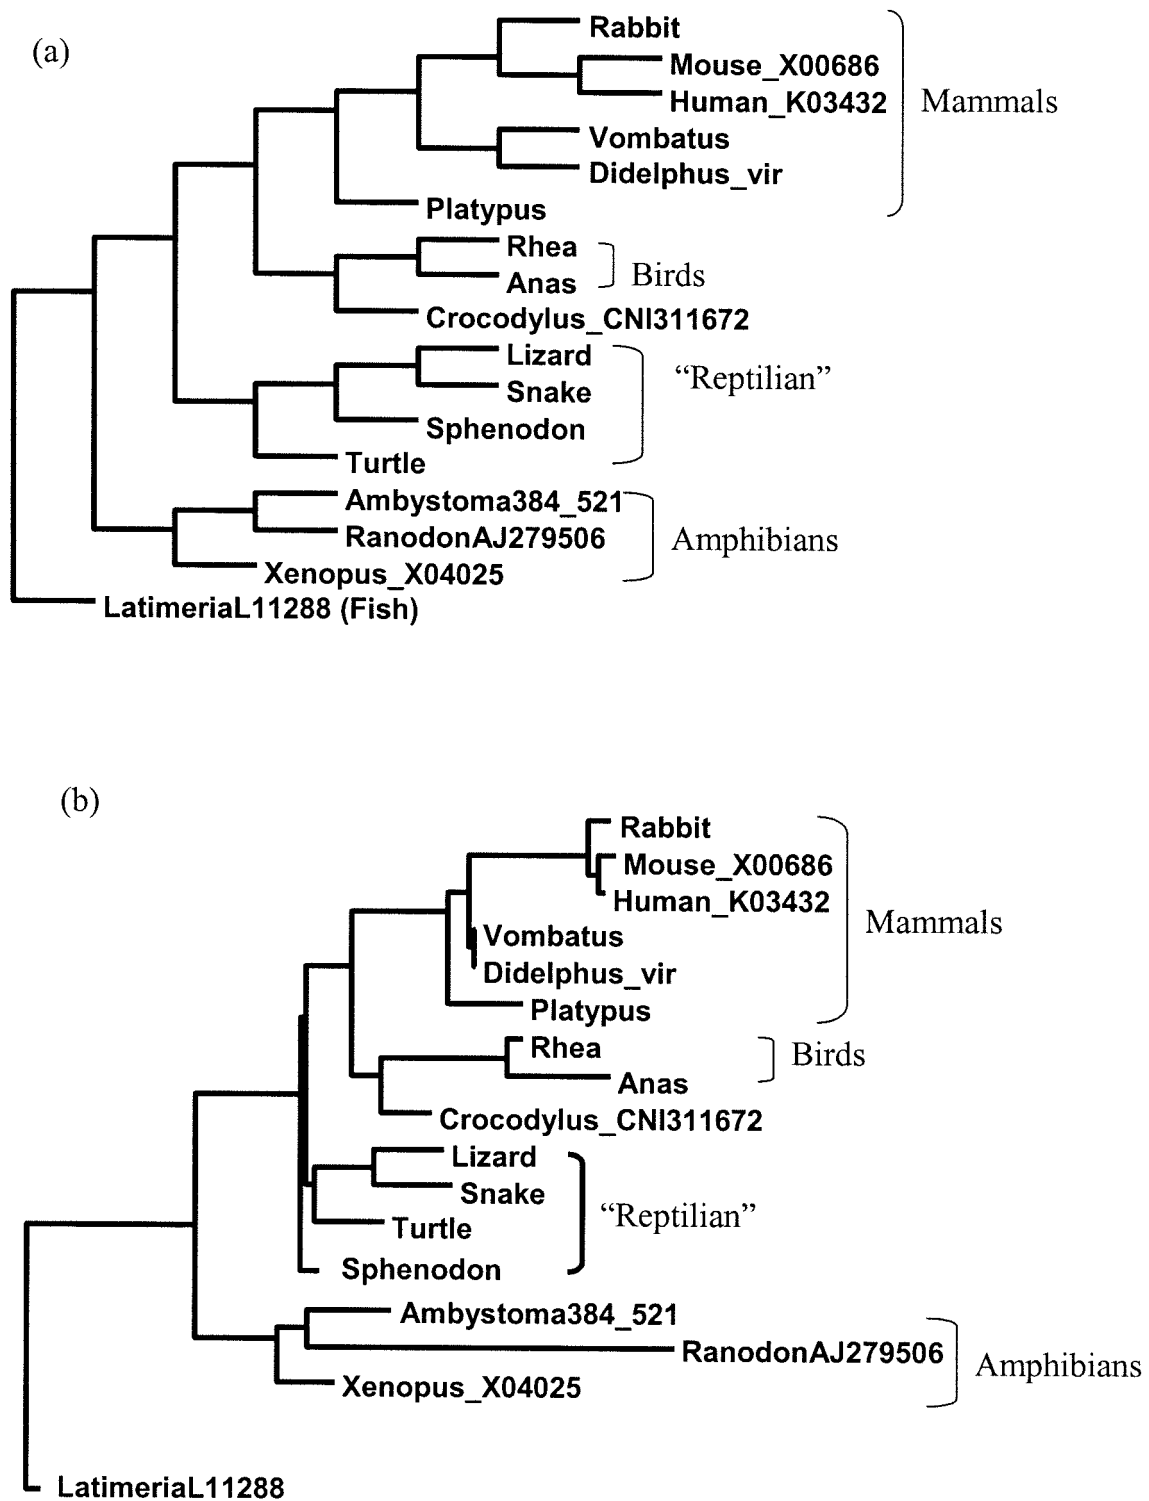 (a)
Rabbit
Mouse_X00686
Human_K03432
Mammals
Vombatus
Didelphus_vir
Platypus
Rhea
Anas
Birds
Crocodylus_CNI311672
Lizard
Snake
"Reptilian"
Sphenodon
Turtle
Ambystoma384_521
RanodonAJ279506
Amphibians
Xenopus_X04025
LatimeriaL11288 (Fish)
(b)
Rabbit
Mouse_X00686
Human_K03432
Mammals
Vombatus
Didelphus_vir
Platypus
Rhea
Birds
Anas
Crocodylus_CNI311672
Lizard
Snake
"Reptilian"
Turtle
Sphenodon
Ambystoma384_521
RanodonAJ279506
Amphibians
Xenopus_X04025
LatimeriaL11288